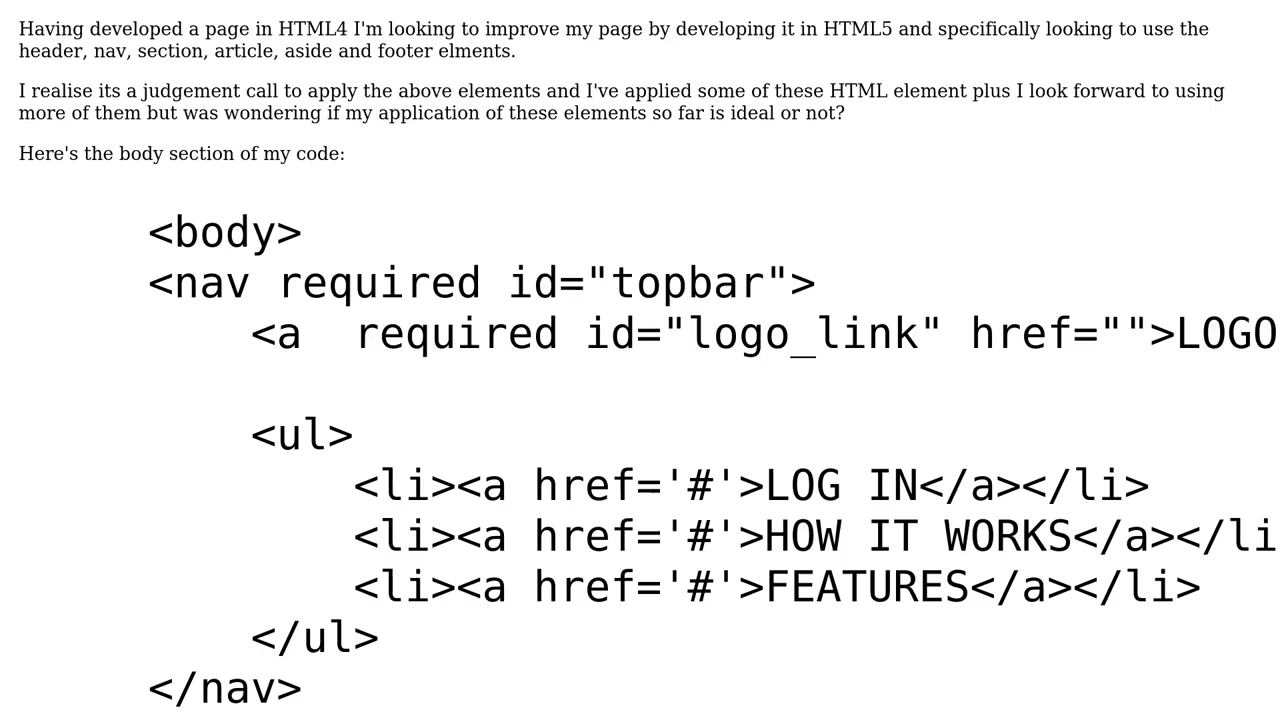 Having developed a page in HTML4 I'm looking to improve my page by developing it in HTML5 and specifically looking to use the
header, nav, section, article, aside and footer elments.
I realise its a judgement call to apply the above elements and I've applied some of these HTML element plus I look forward to using
more of them but was wondering if my application of these elements so far is ideal or not?
Here's the body section of my code:
<body>
<nav required id="topbar">
<a  required id="logo_link" href="">LOGO
<ul>
<li><a href='#'>LOG IN</a></li>
<li><a href='#'>HOW IT WORKS</a></li
<li><a href='#'>FEATURES</a></li>
</ul>
</nav>